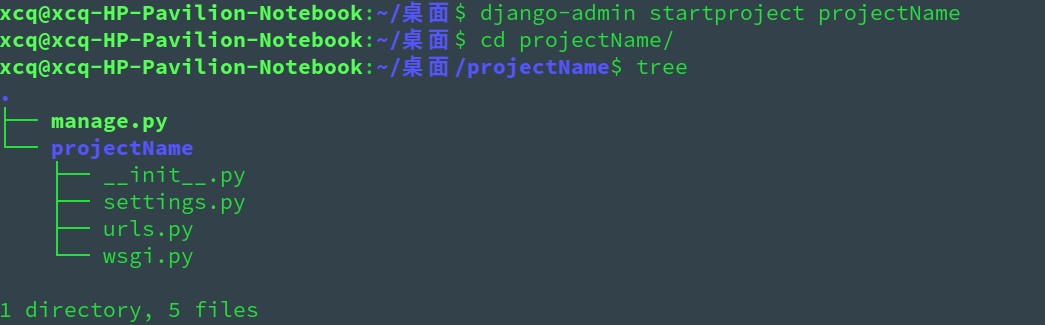 xcq@xcq-HP-Pavilion-Notebook:~/桌面$ django-admin startproject projectName
xcq@xcq-HP-Pavilion-Notebook:~/桌面$ cd projectName/
xcq@xcq-HP-Pavilion-Notebook:~/桌面/projectName$ tree
.
├── manage.py
└── projectName
    ├── __init__.py
    ├── settings.py
    ├── urls.py
    └── wsgi.py

1 directory, 5 files